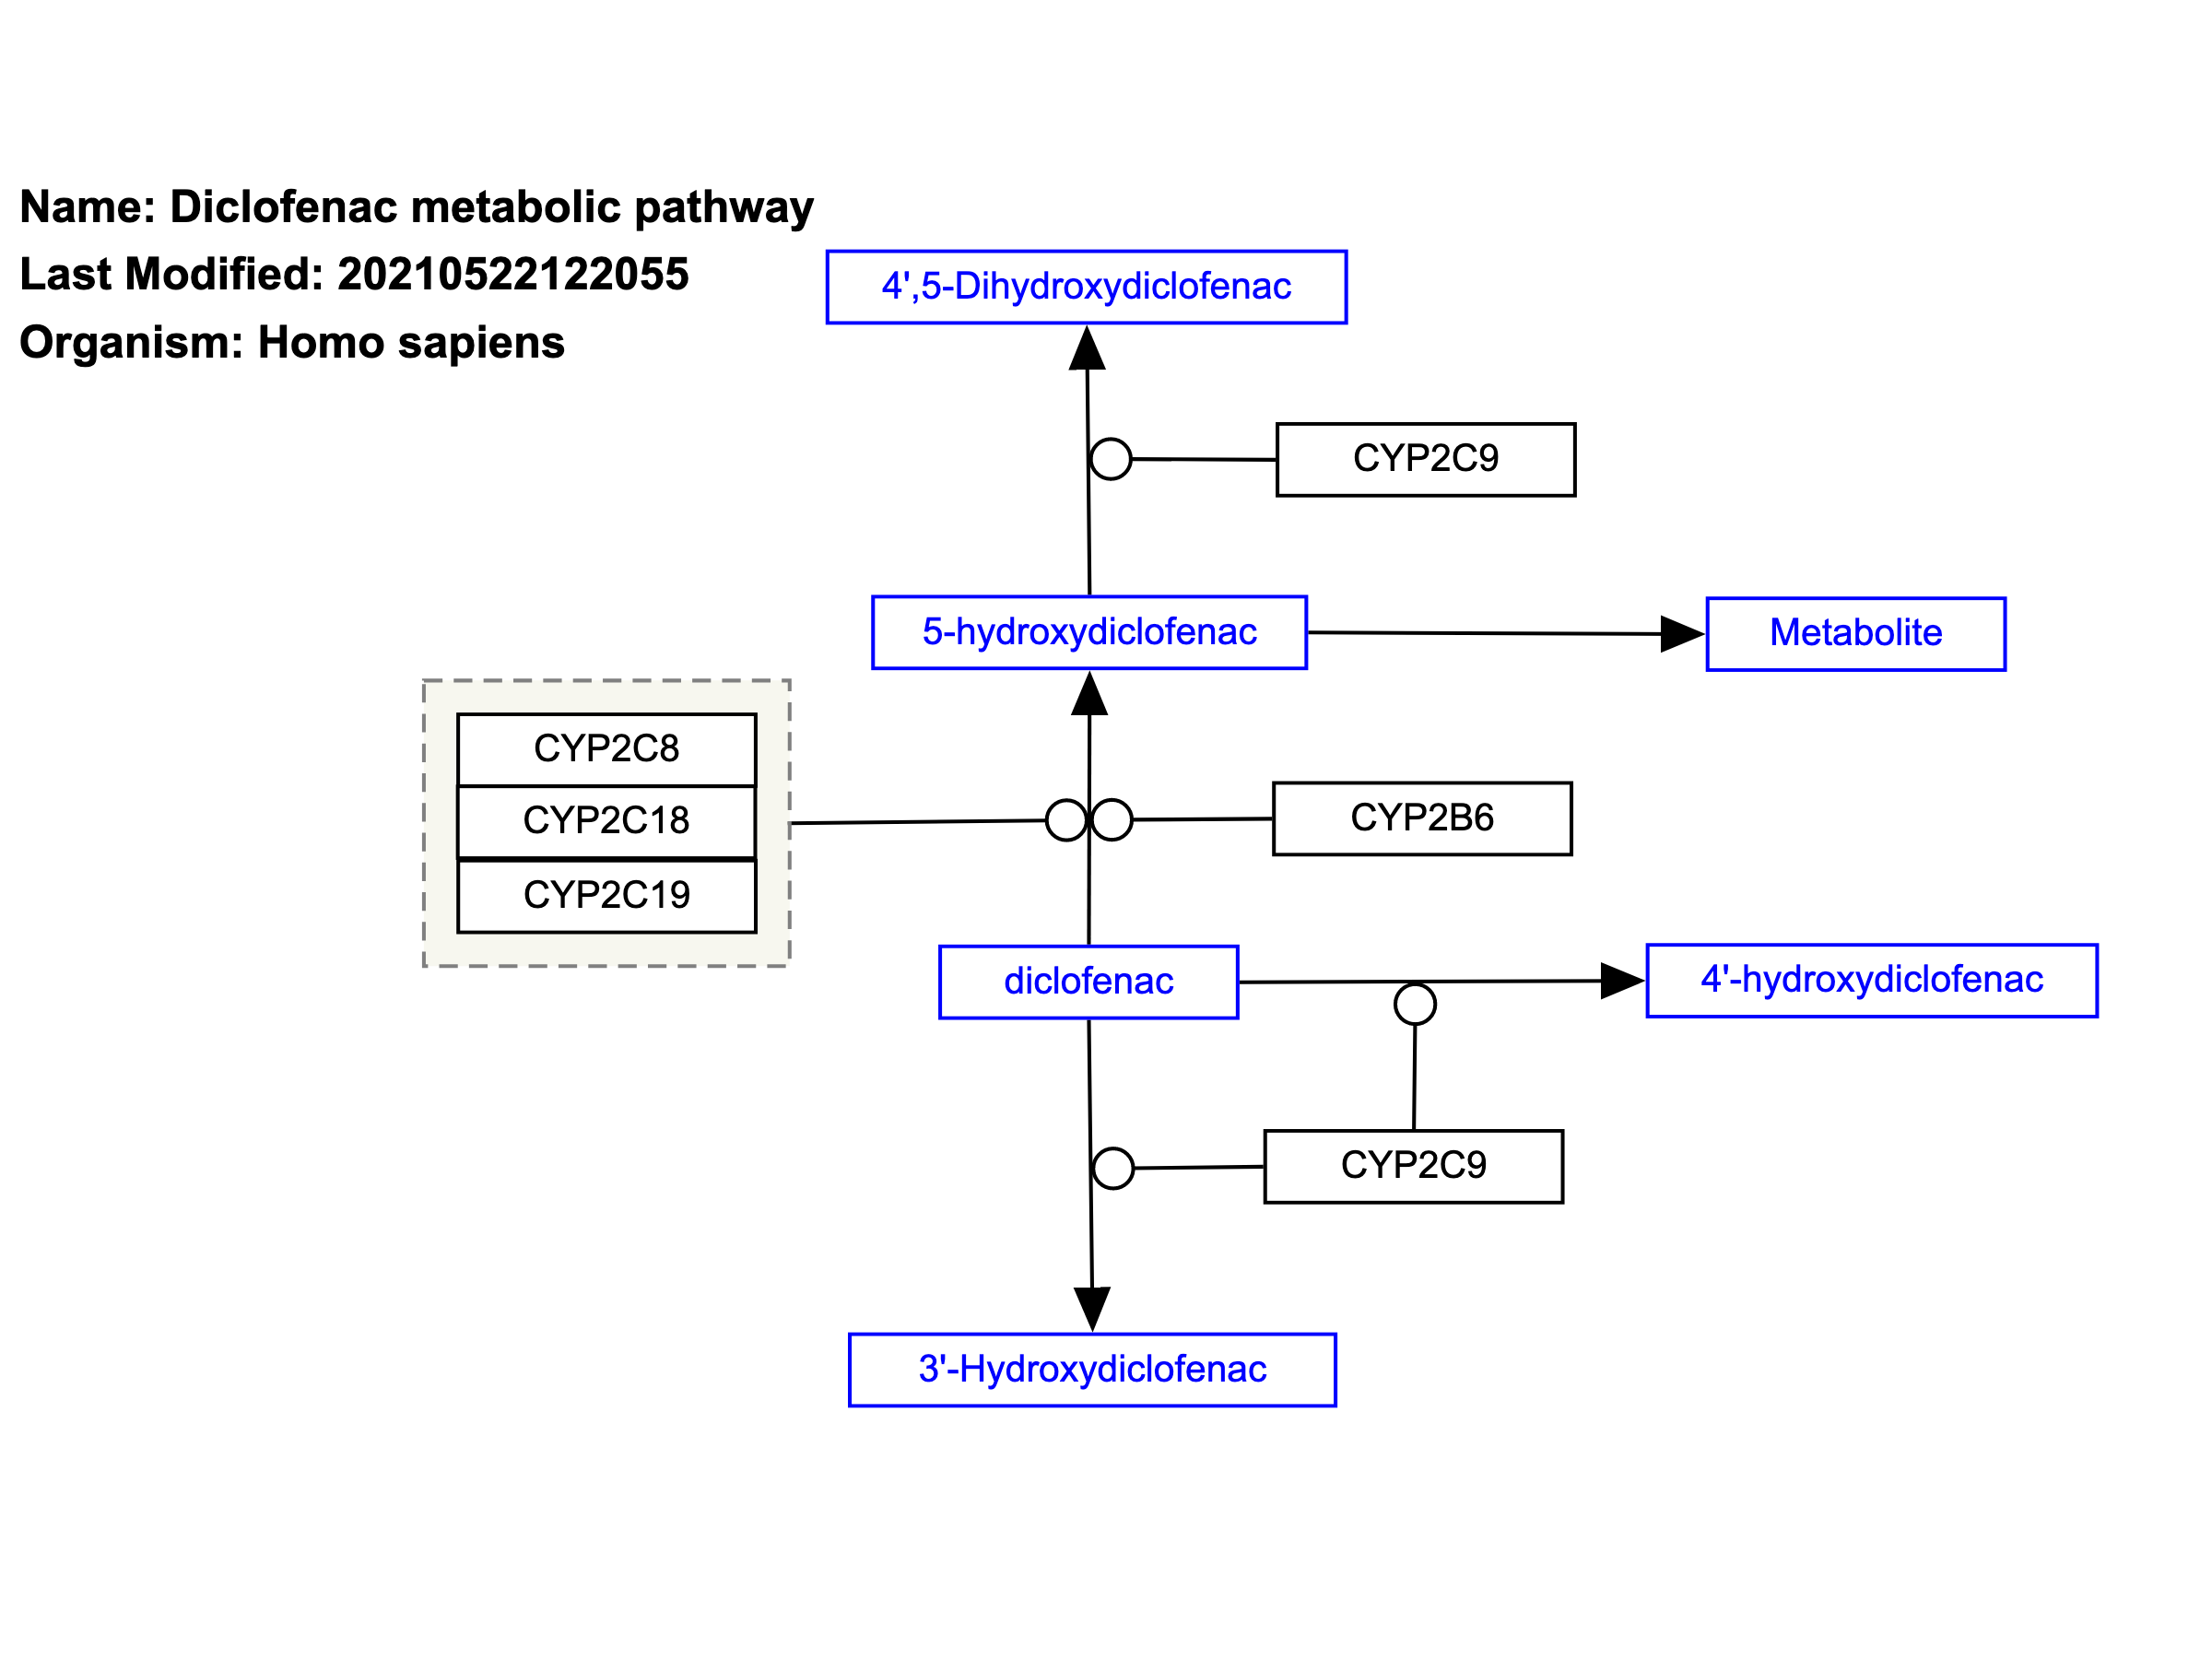 Name: Diclofenac metabolic pathway
Last Modified: 20210522122055
Organism: Homo sapiens
4',5-Dihydroxydiclofenac
CYP2C9
5-hydroxydiclofenac
Metabolite
CYP2C8
CYP2C18
CYP2C19
CYP2B6
diclofenac
4'-hydroxydiclofenac
CYP2C9
3'-Hydroxydiclofenac